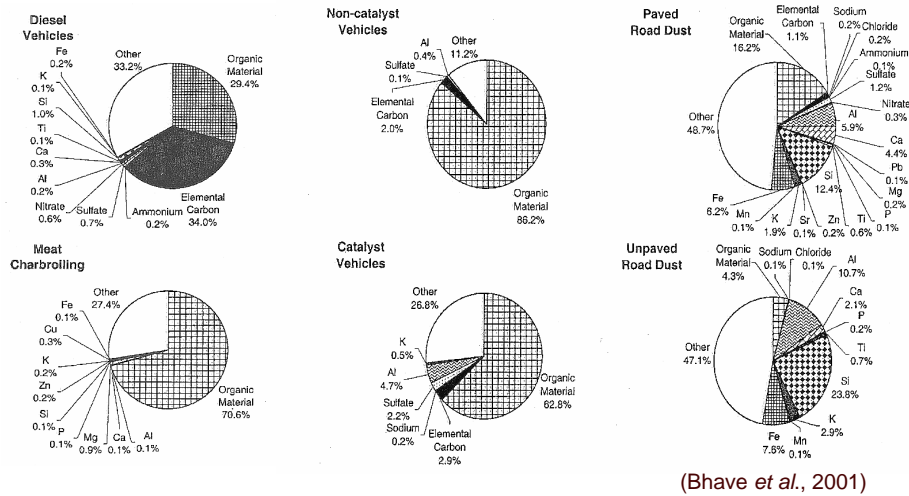 Diesel
Vehicles
Fe
0.2%
K
0.1%
Si
1.0%
Ti
0.1%
Ca
0.3%
Al
0.2%
Nitrate
0.6%
Sulfate
0.7%
Ammonium
0.2%
Elemental
Carbon
34.0%
Organic
Material
29.4%
Other
33.2%
Non-catalyst
Vehicles
Al
0.4%
Other
11.2%
Sulfate
0.1%
Elemental
Carbon
2.0%
Organic
Material
86.2%
Paved
Road Dust
Organic
Material
16.2%
Elemental
Carbon
1.1%
Sodium
0.2%
Chloride
0.2%
Ammonium
0.1%
Sulfate
1.2%
Nitrate
0.3%
Al
5.9%
Ca
4.4%
Pb
0.1%
Mg
0.2%
P
0.1%
Ti
0.6%
Zn
0.2%
Sr
0.1%
Si
12.4%
K
1.9%
Mn
0.1%
Fe
6.2%
Other
48.7%
Meat
Charbroiling
Other
27.4%
Fe
0.1%
Cu
0.3%
K
0.2%
Zn
0.2%
Si
0.1%
P
0.1%
Mg
0.9%
Ca
0.1%
Al
0.1%
Organic
Material
70.6%
Catalyst
Vehicles
Other
26.8%
K
0.5%
Al
4.7%
Sulfate
2.2%
Sodium
0.2%
Elemental
Carbon
2.9%
Organic
Material
62.8%
Unpaved
Road Dust
Organic
Material
4.3%
Sodium
0.1%
Chloride
0.1%
Al
10.7%
Ca
2.1%
P
0.2%
Ti
0.7%
Si
23.8%
K
2.9%
Mn
0.1%
Fe
7.6%
Other
47.1%
(Bhave et al., 2001)